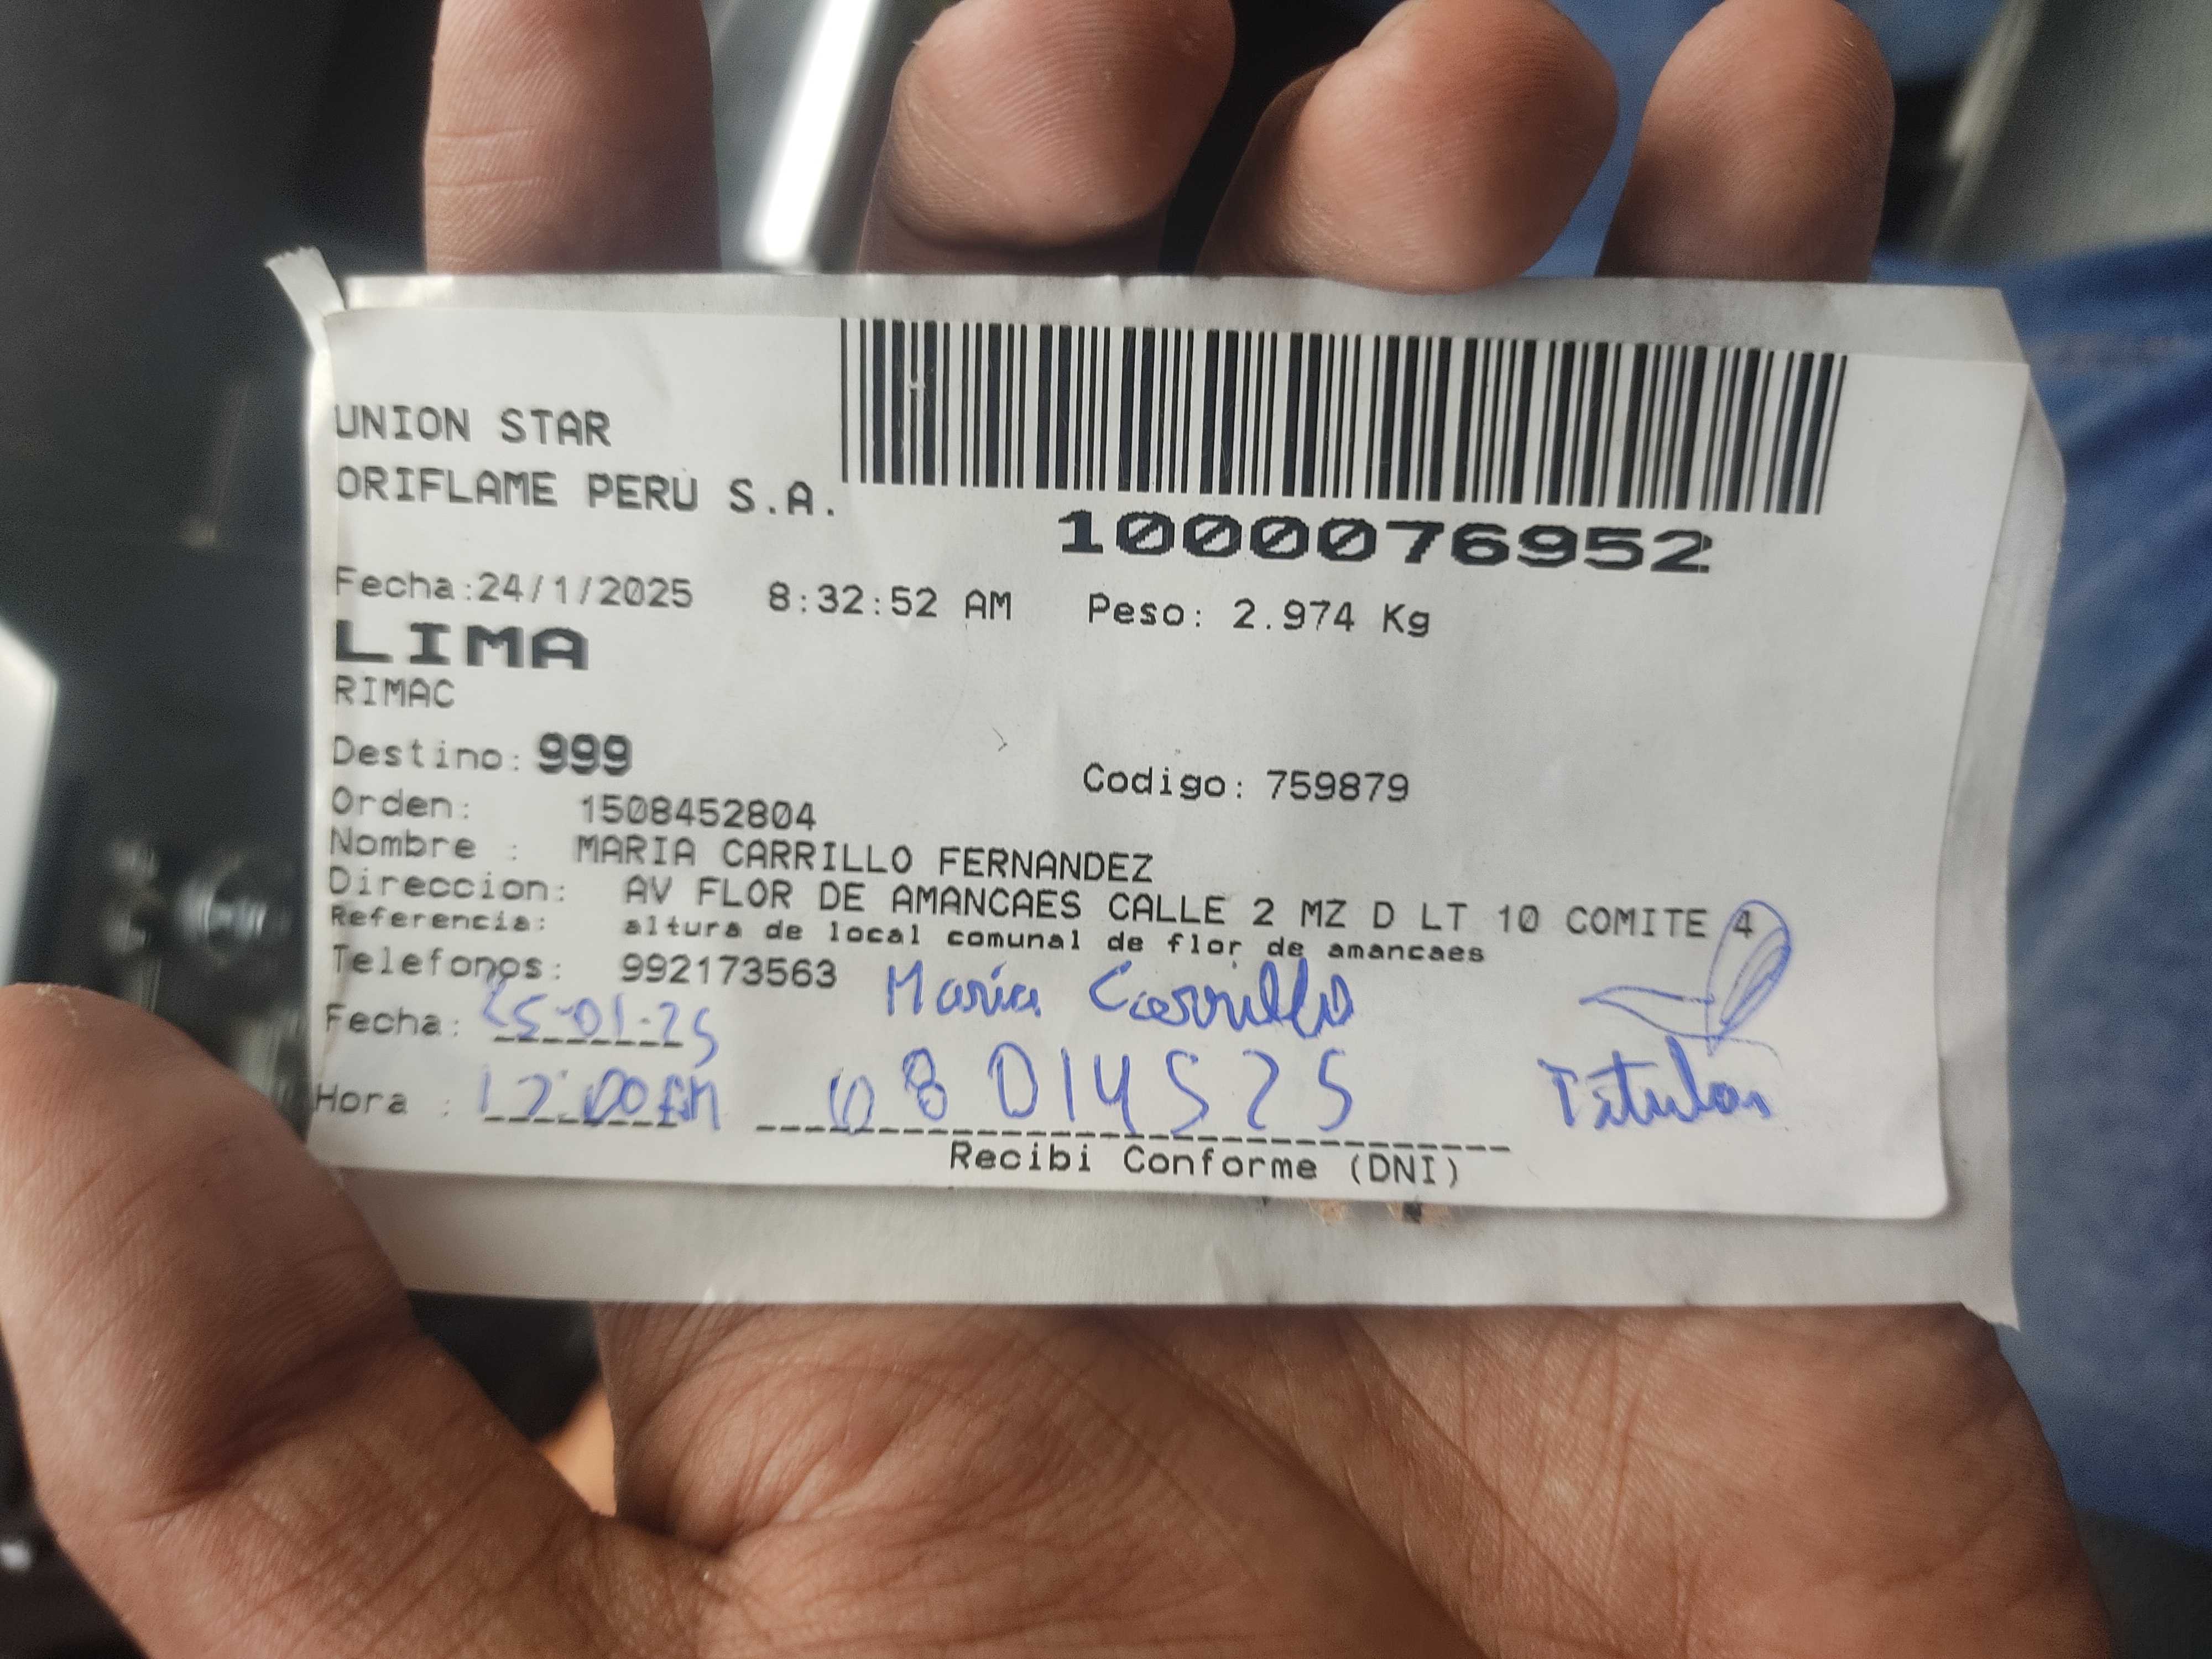 UNION STAR
ORIFLAME PERU S.A.
1000076952
Fecha:24/1/2025 8:32:52 AM Peso: 2.974 Kg
LIMA
RIMAC
Destino: 999
Codigo: 759879
Orden: 1508452804
Nombre : MARIA CARRILLO FERNANDEZ
Direccion: AV FLOR DE AMANCAES CALLE 2 MZ D LT 10 COMITE 4
Referencia: altura de local comunal de flor de amancaes
Telefonos: 992173563
María Carrillo
Fecha: 25-01-25
Hora : 12:00
08014525
Titular
Recibi Conforme (DNI)